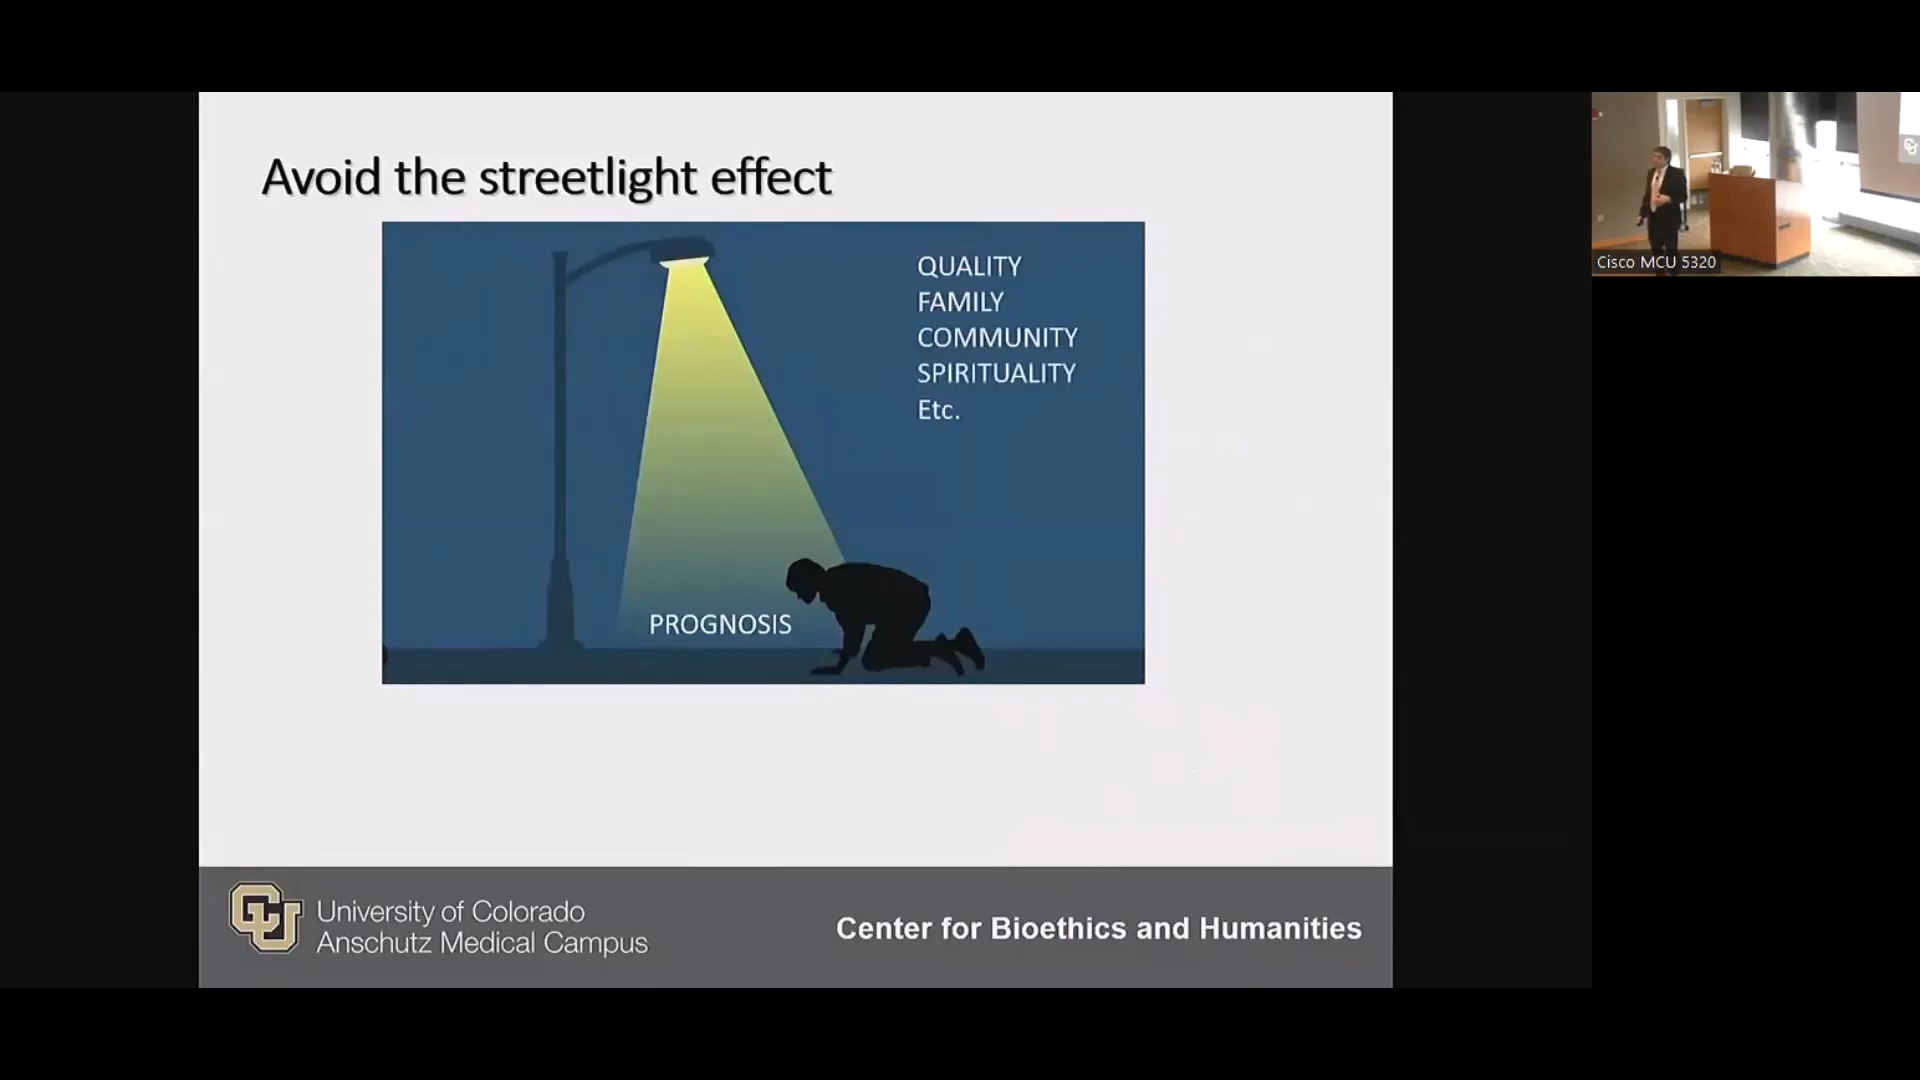 Avoid the streetlight effect
QUALITY
FAMILY
COMMUNITY
SPIRITUALITY
Etc.
PROGNOSIS
University of Colorado
Anschutz Medical Campus
Center for Bioethics and Humanities
Cisco MCU 5320